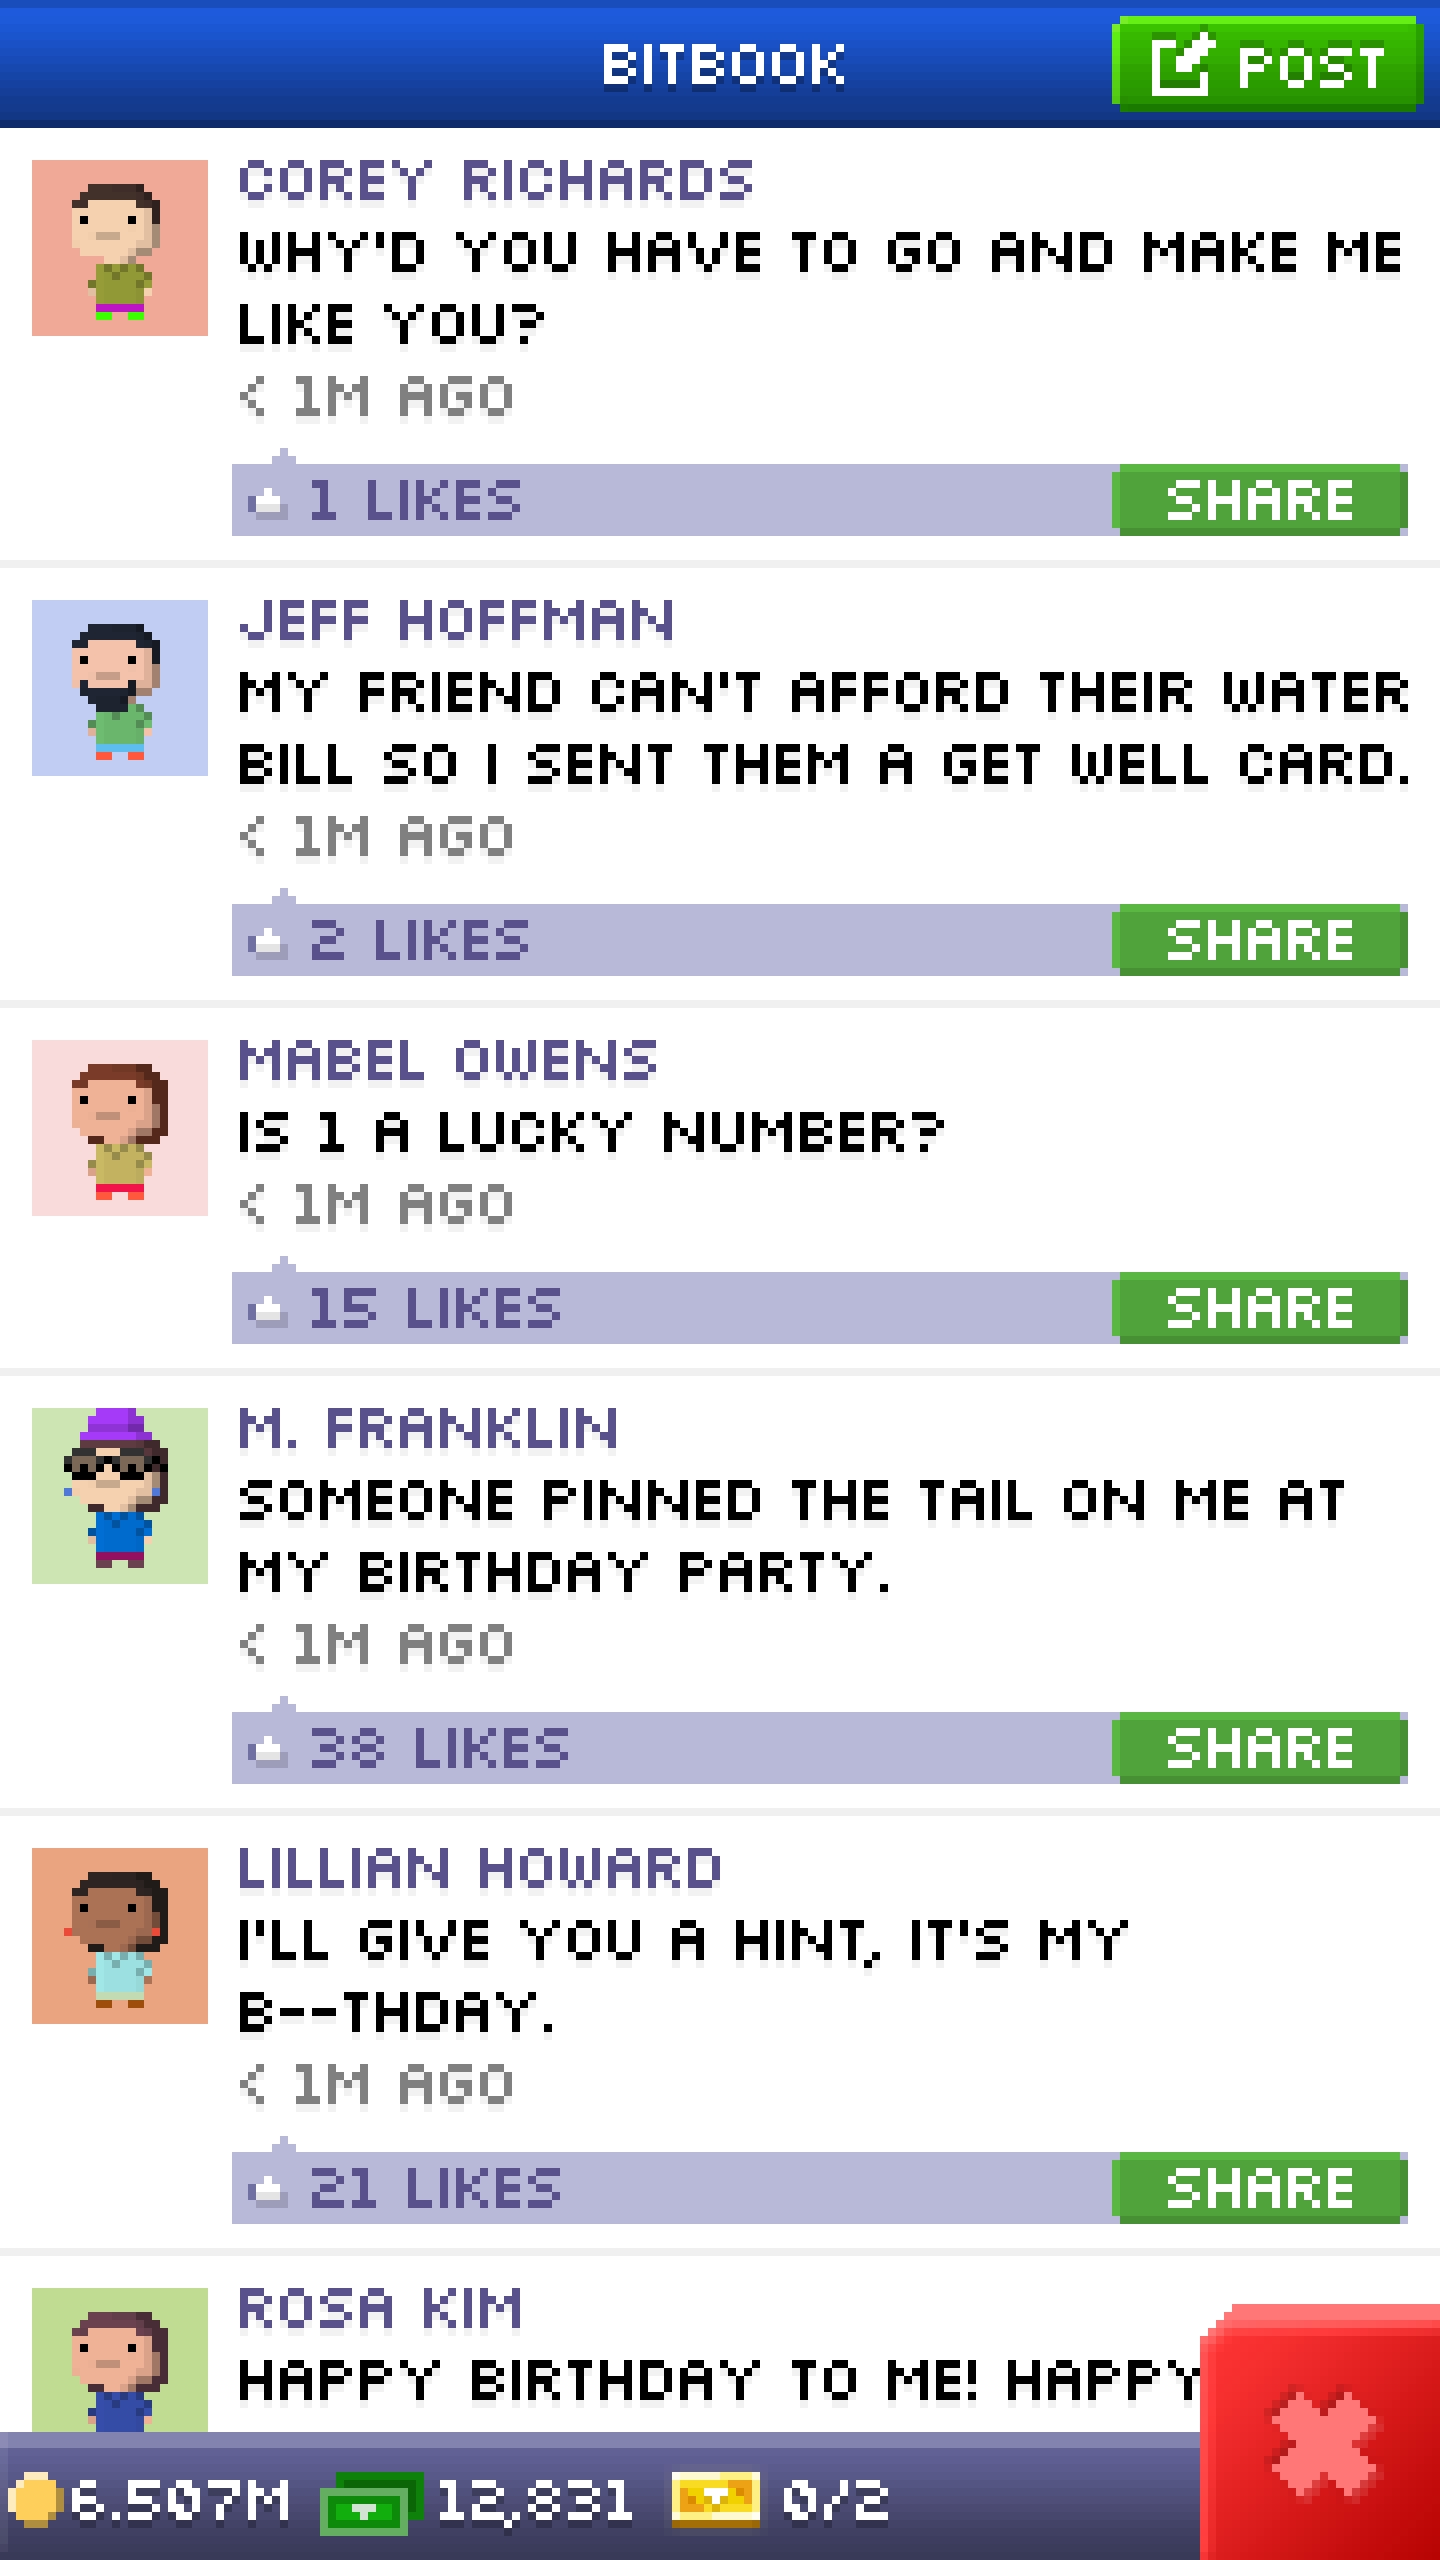 BITBOOK
POST
COREY RICHARDS
WHY'D YOU HAVE TO GO AND MAKE ME
LIKE YOU?
< 1M AGO
1 LIKES
SHARE
JEFF HOFFMAN
MY FRIEND CAN'T AFFORD THEIR WATER
BILL SO I SENT THEM A GET WELL CARD.
< 1M AGO
2 LIKES
SHARE
MABEL OWENS
IS 1 A LUCKY NUMBER?
< 1M AGO
15 LIKES
SHARE
M. FRANKLIN
SOMEONE PINNED THE TAIL ON ME AT
MY BIRTHDAY PARTY.
< 1M AGO
38 LIKES
SHARE
LILLIAN HOWARD
I'LL GIVE YOU A HINT, IT'S MY
B--THDAY.
< 1M AGO
21 LIKES
SHARE
ROSA KIM
HAPPY BIRTHDAY TO ME! HAPPY
6.507M 12,831 0/2